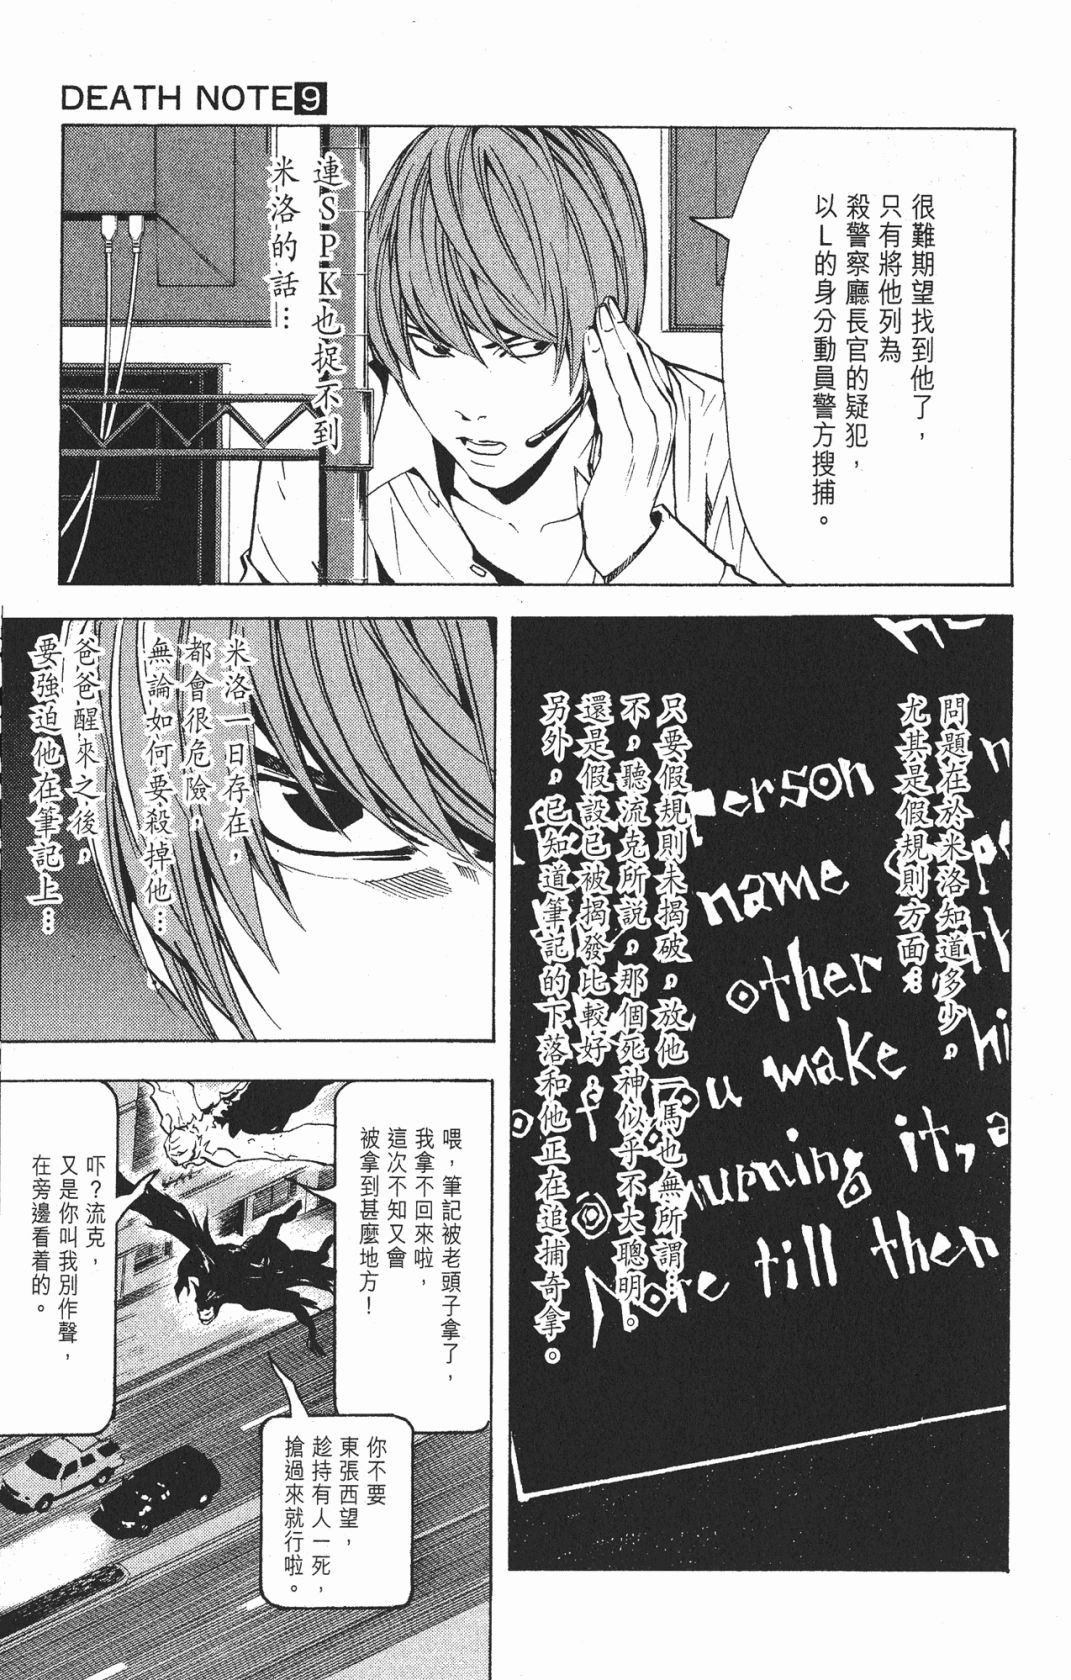 DEATH NOTE 9
很難期望找到他了，
只有將他列為
殺警察廳長官的疑犯，
以L的身分動員警方搜捕。
連SPK也捉不到
米洛的話…
問題在於米洛知道多少，
尤其是假規則方面…
只要假規則未揭破，放他一馬也無所謂…
不，聽流克所說，那個死神似乎不大聰明。
還是假設已被揭發比較好。
另外，已知道筆記的下落和他正在追捕奇拿。
person
name
other
you make hi
burning it, a
Note till then
米洛一日存在，
都會很危險，
無論如何要殺掉他…
爸爸醒來之後，
要強迫他在筆記上…
喂，筆記被老頭子拿了，
我拿不回來啦，
這次不知又會
被拿到甚麼地方！
吓？流克，
又是你叫我別作聲，
在旁邊看着的。
你不要
東張西望，
趁持有人一死，
搶過來就行啦。